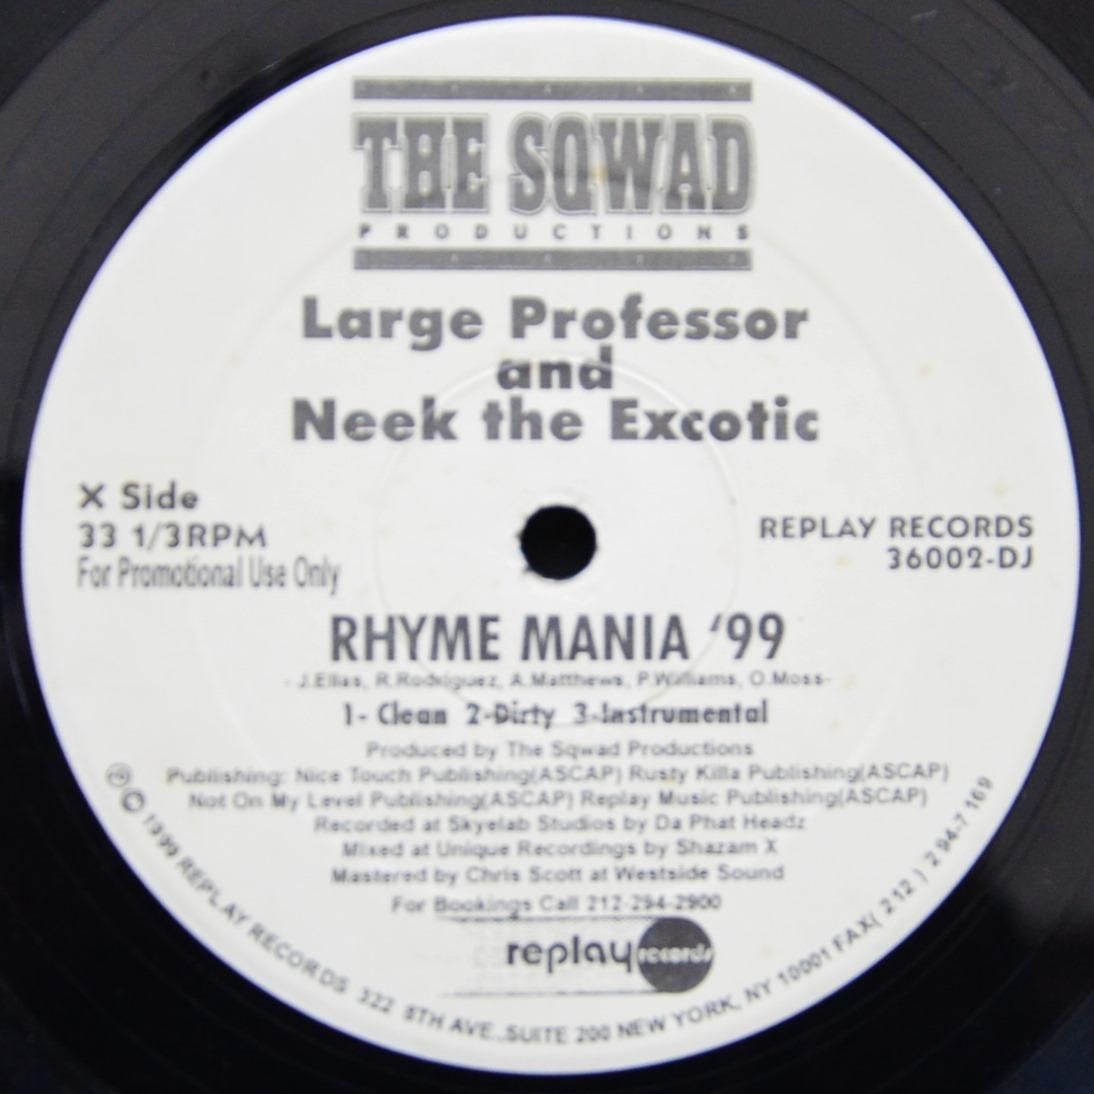 THE SQWAD
PRODUCTIONS
Large Professor
and
Neek the Excotic
X Side
33 1/3RPM
For Promotional Use Only
REPLAY RECORDS
36002-DJ
RHYME MANIA '99
- J.Elias, R.Rodriguez, A.Matthews, P.Williams, O.Moss-
1- Clean 2-Dirty 3-Instrumental
Produced by The Sqwad Productions
Publishing: Nice Touch Publishing(ASCAP) Rusty Killa Publishing(ASCAP)
Not On My Level Publishing(ASCAP) Replay Music Publishing(ASCAP)
Recorded at Skyelab Studios by Da Phat Headz
Mixed at Unique Recordings by Shazam X
Mastered by Chris Scott at Westside Sound
For Bookings Call 212-294-2900
replay records
℗ © 1999 REPLAY RECORDS 322 8TH AVE.,SUITE 200 NEW YORK, NY 10001 FAX( 212 ) 294-7169